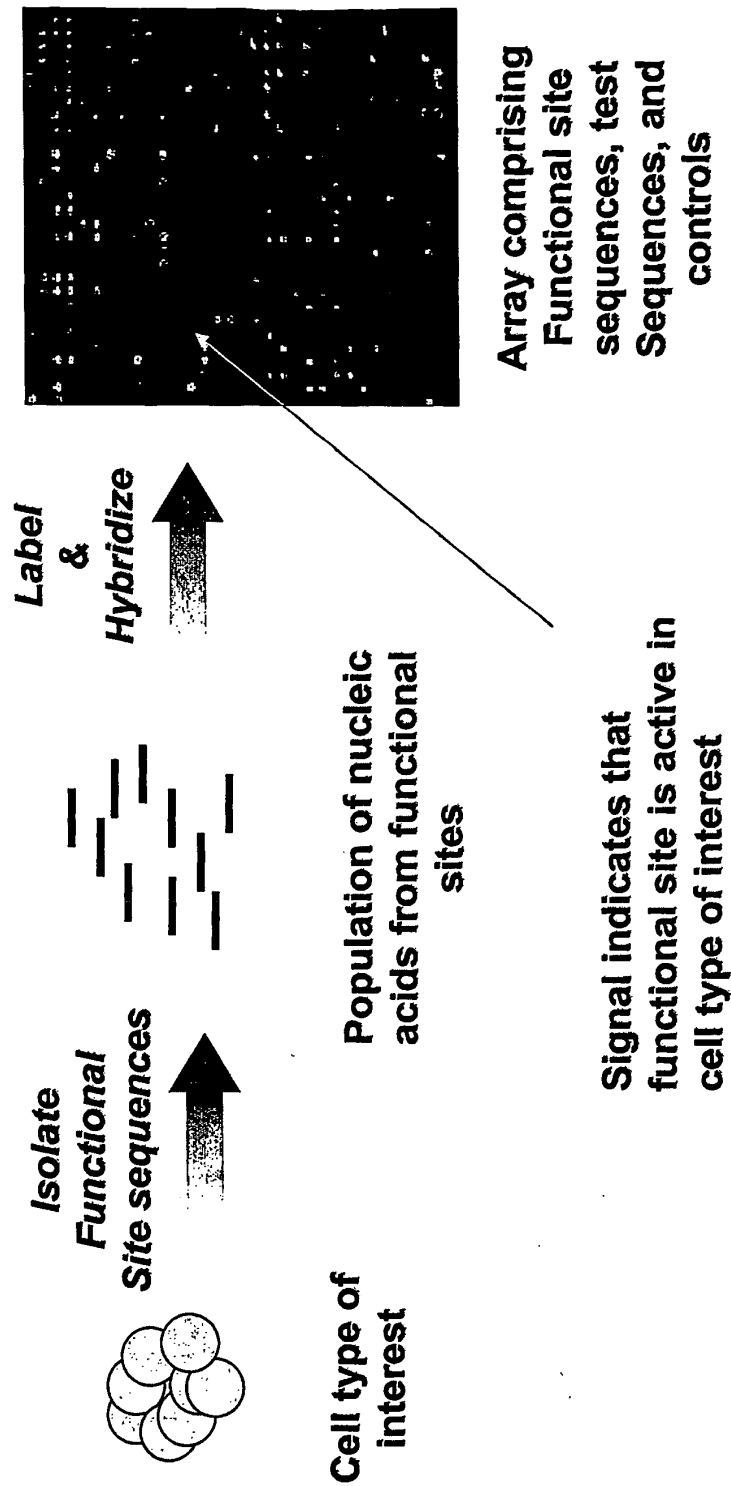 Isolate
Functional
Site sequences
Label
&
Hybridize
Cell type of
interest
Population of nucleic
acids from functional
sites
Array comprising
Functional site
sequences, test
Sequences, and
controls
Signal indicates that
functional site is active in
cell type of interest